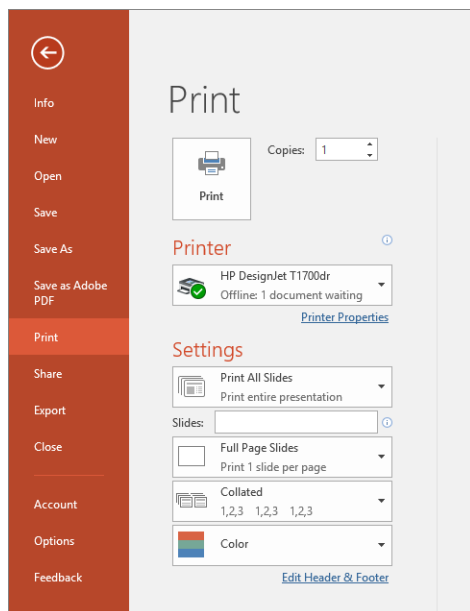 Info
New
Open
Save
Save As
Save as Adobe
PDF
Print
Share
Export
Close
Account
Options
Feedback
Print
Copies: 1
Print
Printer
HP DesignJet T1700dr
Offline: 1 document waiting
Printer Properties
Settings
Print All Slides
Print entire presentation
Slides:
Full Page Slides
Print 1 slide per page
Collated
1,2,3 1,2,3 1,2,3
Color
Edit Header & Footer